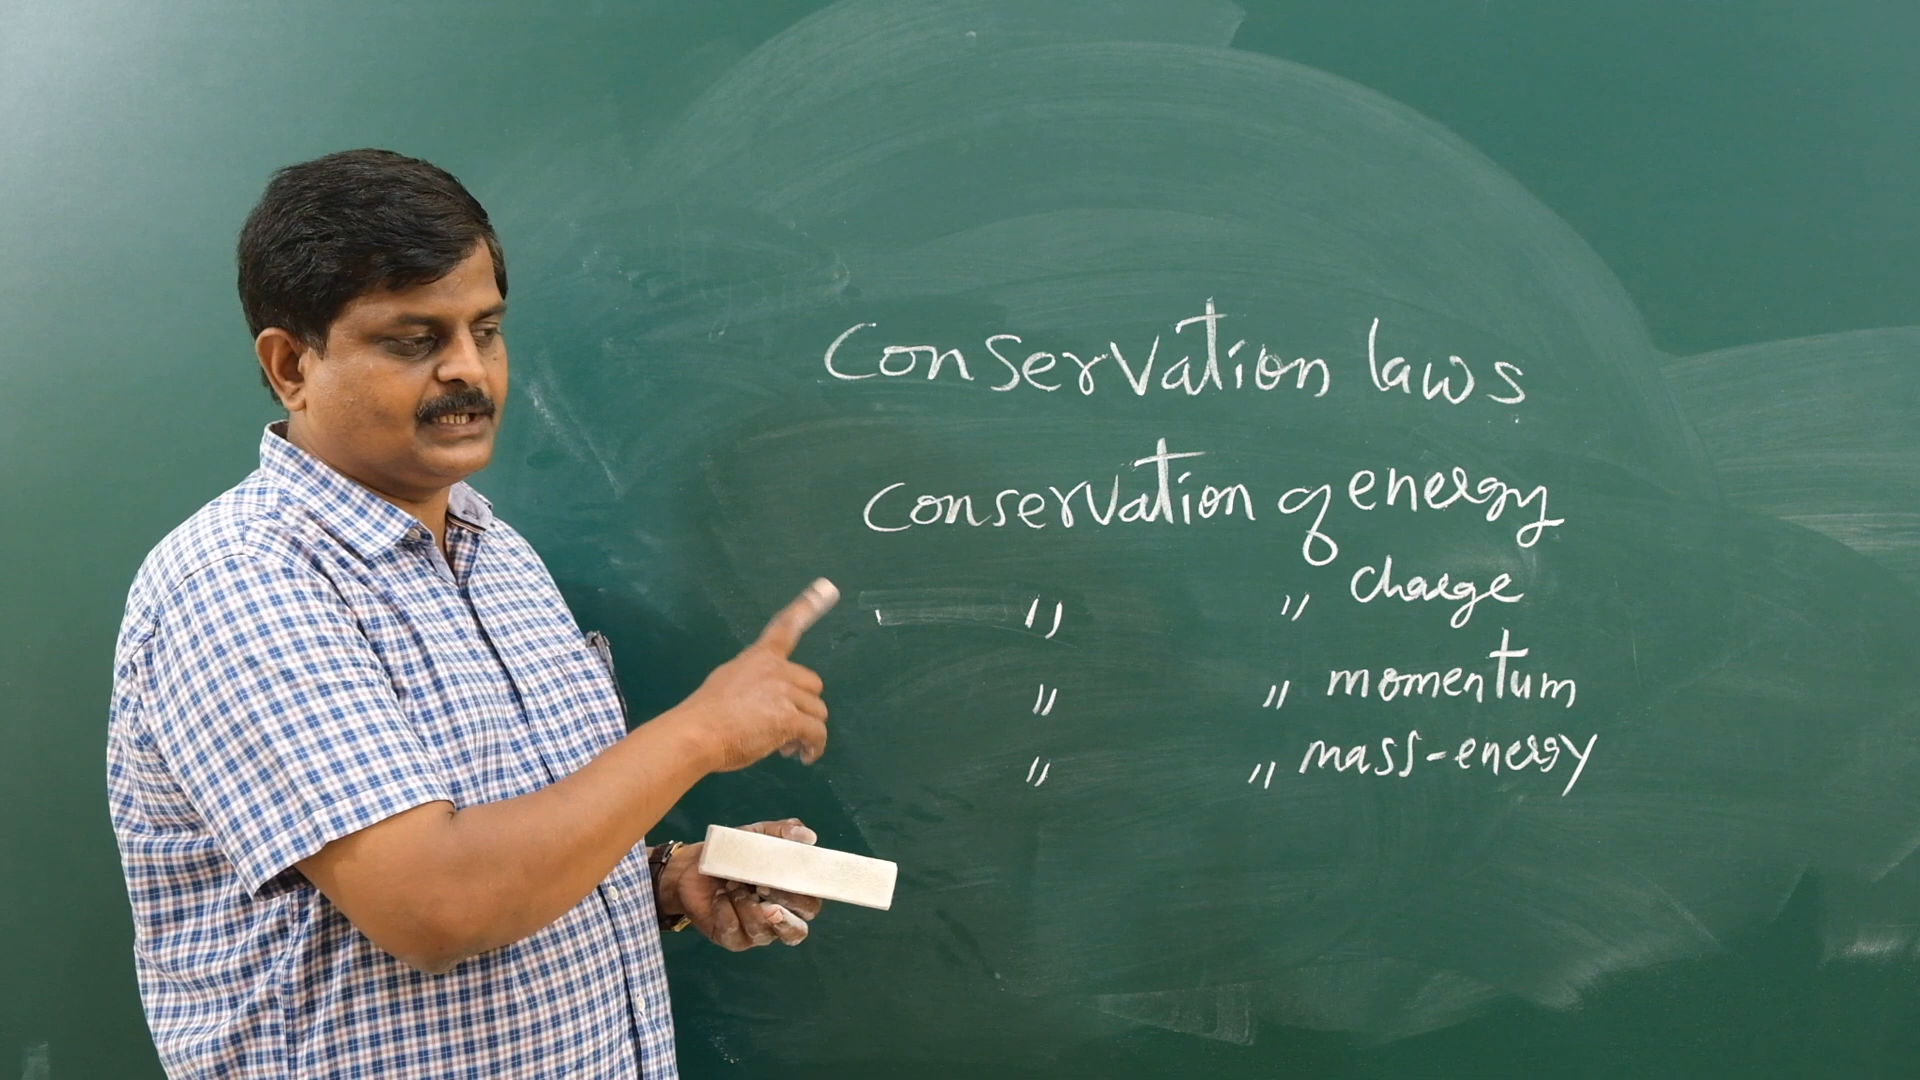 Conservation laws
Conservation of energy
" " charge
" " momentum
" " mass-energy